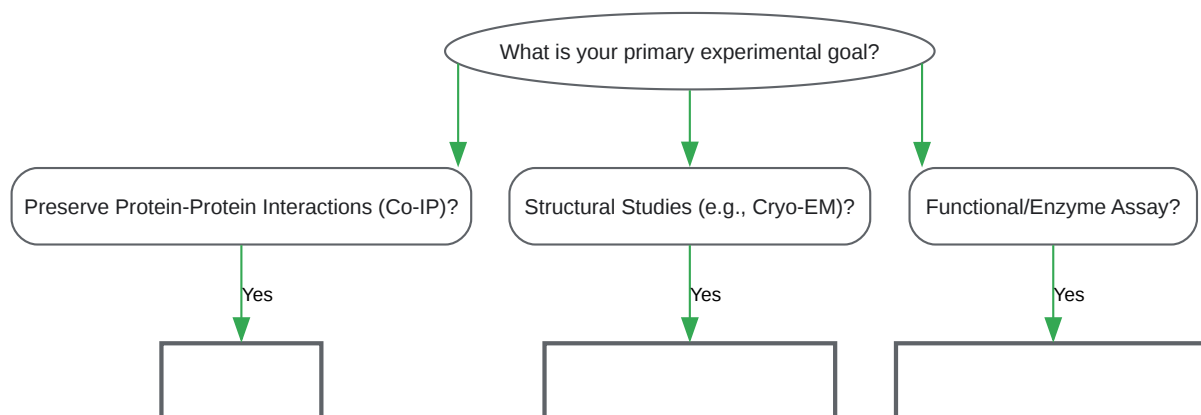 What is your primary experimental goal?
Preserve Protein-Protein Interactions (Co-IP)?
Structural Studies (e.g., Cryo-EM)?
Functional/Enzyme Assay?
Yes
Yes
Yes